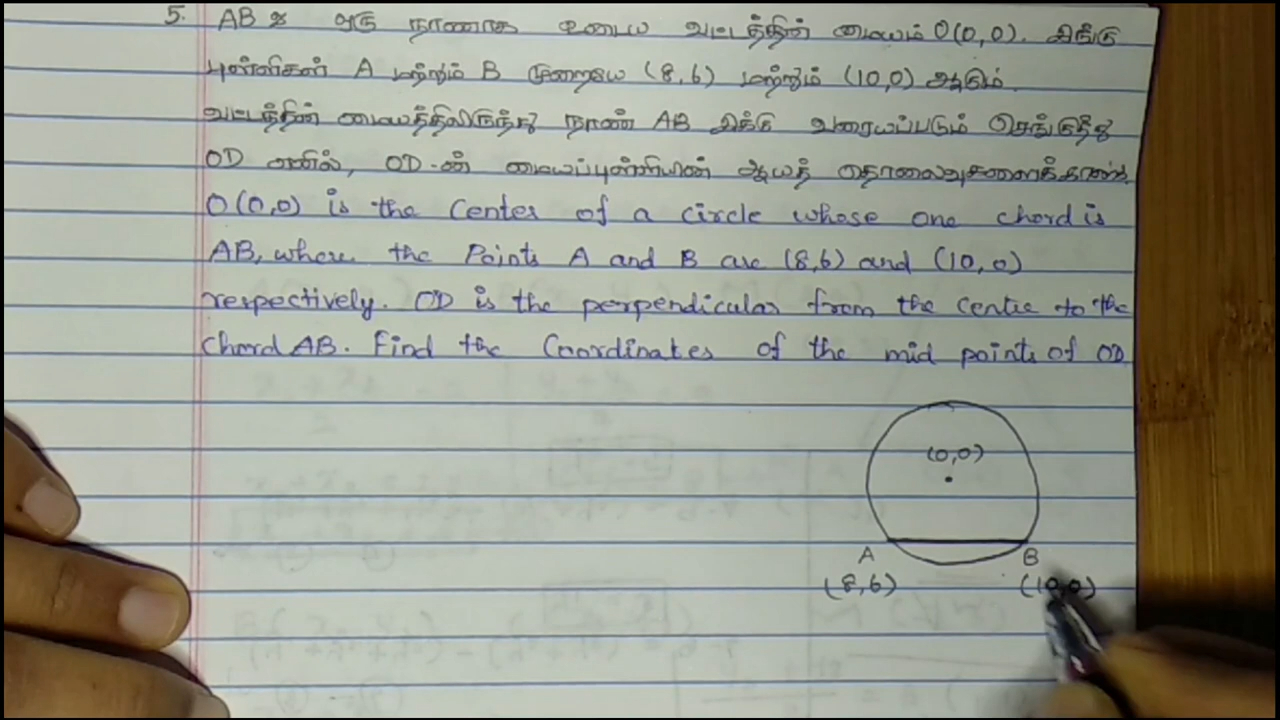 5. AB ஐ ஒரு நாணாக உடைய வட்டத்தின் மையம் O(0,0). இங்கு
புள்ளிகள் A மற்றும் B முறையே (8,6) மற்றும் (10,0) ஆகும்.
வட்டத்தின் மையத்திலிருந்து நாண் AB இக்கு வரையப்படும் செங்குத்து
OD எனில், OD-ன் மையப்புள்ளியின் ஆயத் தொலைவுகளைக்காண்க.
O(0,0) is the Center of a circle whose one chord is
AB, where the Points A and B are (8,6) and (10,0)
respectively. OD is the perpendicular from the centre to the
Chord AB. Find the Coordinates of the mid points of OD
(0,0)
A B
(8,6) (10,0)